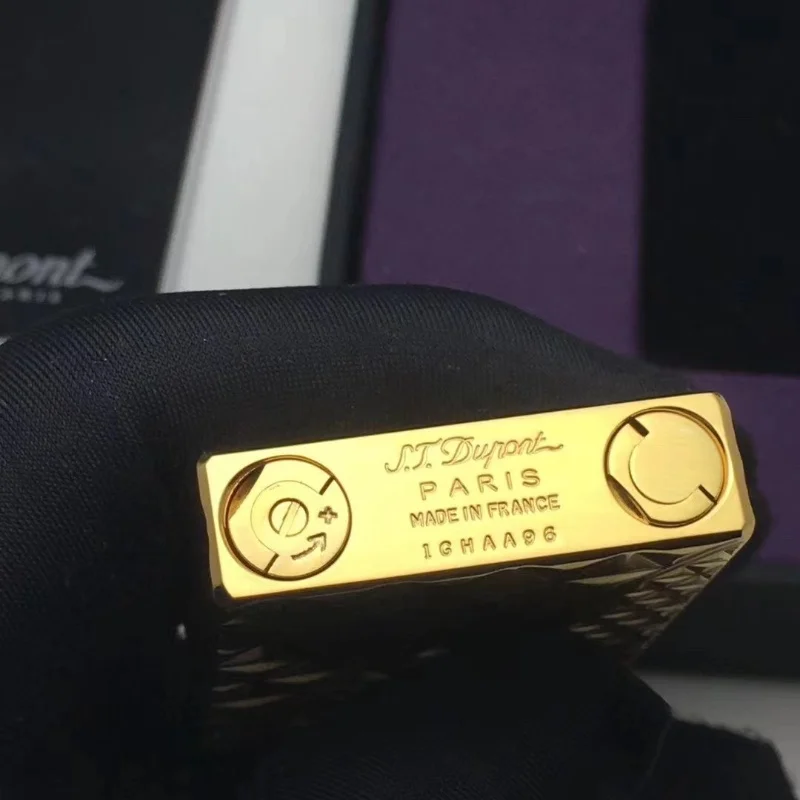 S.T. Dupont
PARIS
MADE IN FRANCE
1GHAA96
+